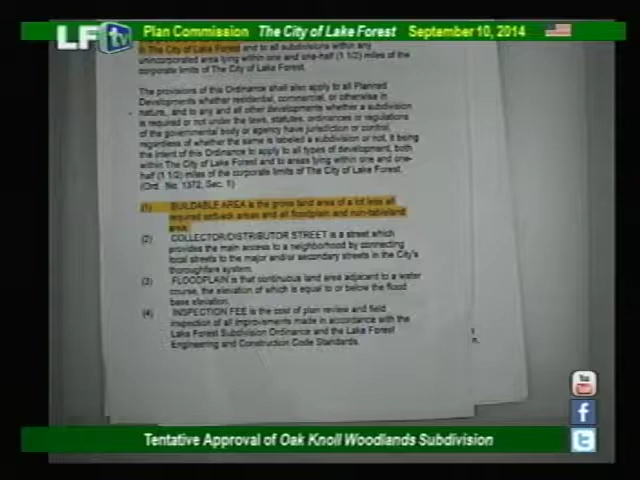 LF tv
Plan Commission The City of Lake Forest September 10, 2014
in The City of Lake Forest and to all subdivisions within any
unincorporated area lying within one and one-half (1 1/2) miles of the
corporate limits of The City of Lake Forest.
The provisions of this Ordinance shall also apply to all Planned
Developments whether residential, commercial, or otherwise in
nature, and to any and all other developments whether a subdivision
is required or not under the laws, statutes, ordinances or regulations
of the governmental body or agency have jurisdiction or control,
regardless of whether the same is labeled a subdivision or not, it being
the intent of this Ordinance to apply to all types of development, both
within The City of Lake Forest and to areas lying within one and one-
half (1 1/2) miles of the corporate limits of The City of Lake Forest.
(Ord. No. 1372, Sec. 1)
(1) BUILDABLE AREA is the gross land area of a lot less all
required setback areas and all floodplain and non-tableland
area.
(2) COLLECTOR/DISTRIBUTOR STREET is a street which
provides the main access to a neighborhood by connecting
local streets to the major and/or secondary streets in the City's
thoroughfare system.
(3) FLOODPLAIN is that continuous land area adjacent to a water
course, the elevation of which is equal to or below the flood
base elevation.
(4) INSPECTION FEE is the cost of plan review and field
inspection of all improvements made in accordance with the
Lake Forest Subdivision Ordinance and the Lake Forest
Engineering and Construction Code Standards.
You
f
t
Tentative Approval of Oak Knoll Woodlands Subdivision